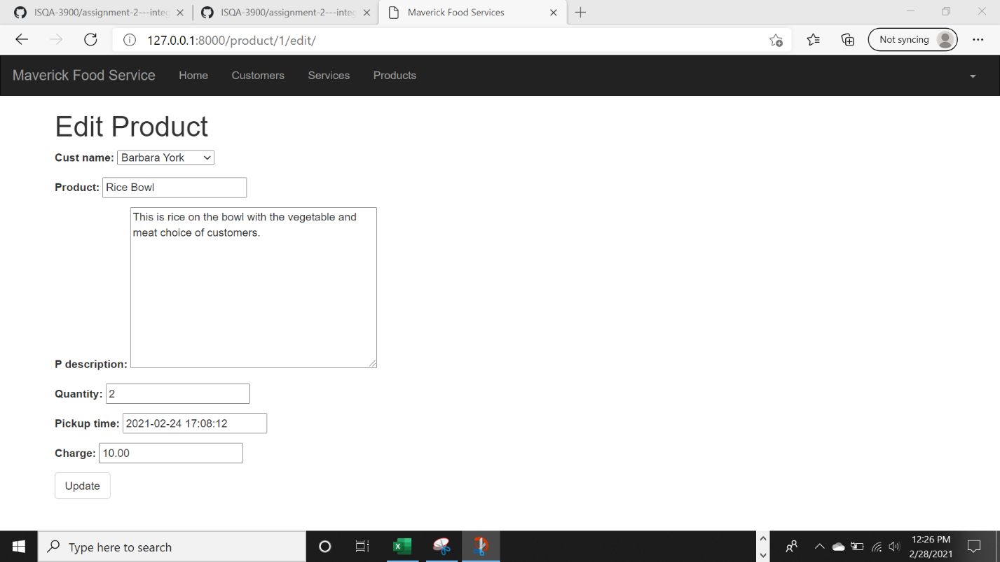 ISQA-3900/assignment-2---integ
ISQA-3900/assignment-2---integ
Maverick Food Services
127.0.0.1:8000/product/1/edit/
Not syncing
Maverick Food Service
Home
Customers
Services
Products
Edit Product
Cust name: Barbara York
Product: Rice Bowl
This is rice on the bowl with the vegetable and
meat choice of customers.
P description:
Quantity: 2
Pickup time: 2021-02-24 17:08:12
Charge: 10.00
Update
Type here to search
12:26 PM
2/28/2021